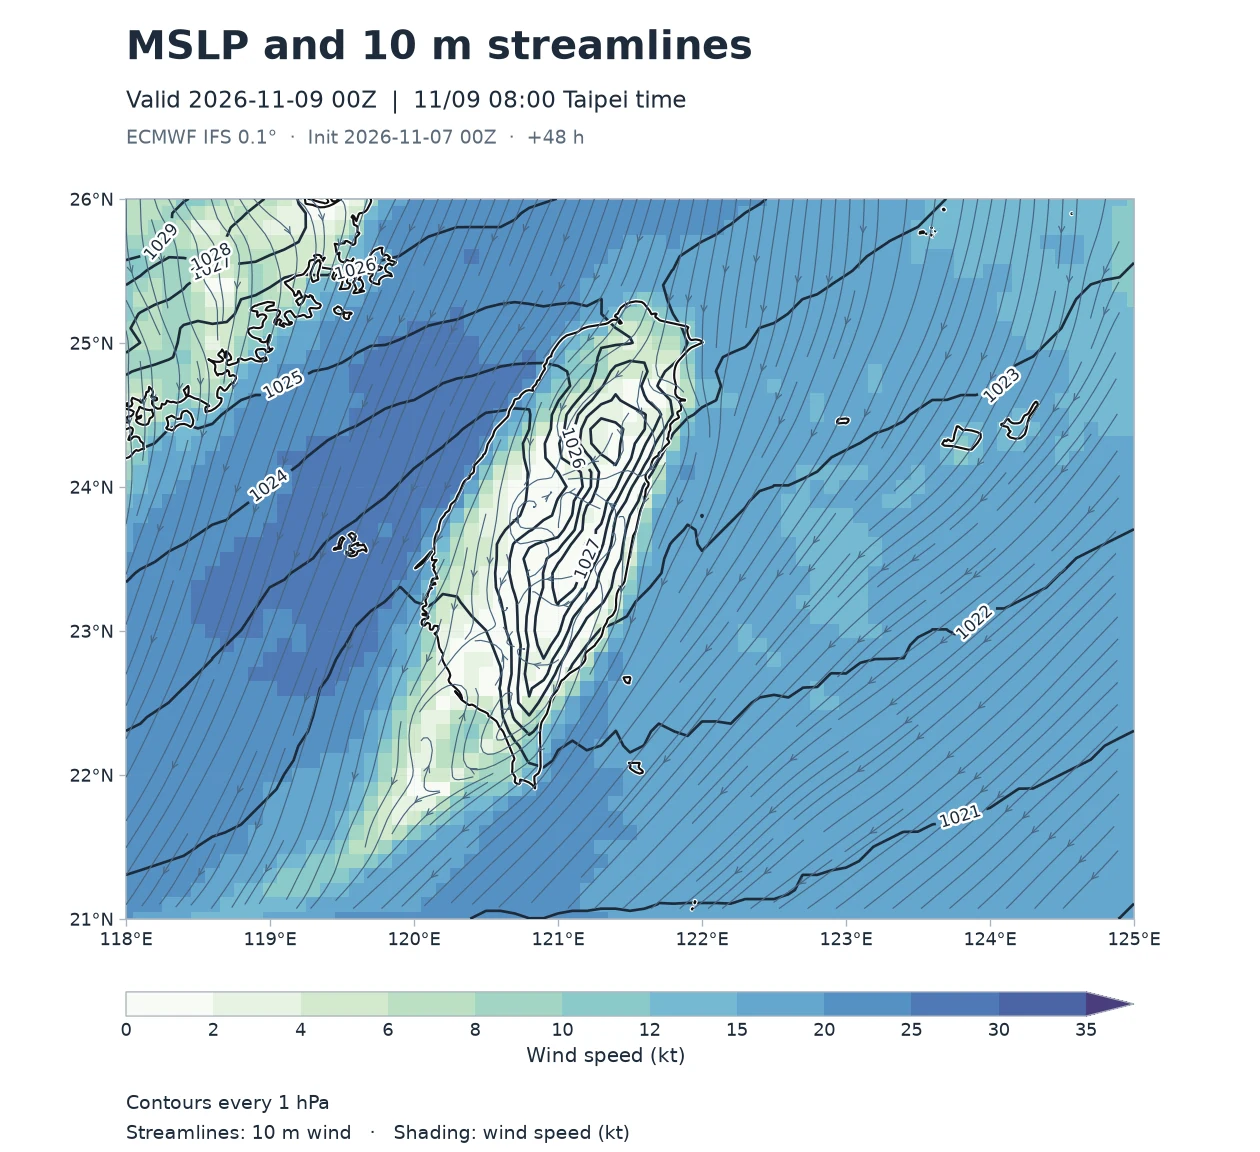 MSLP and 10 m streamlines
Valid 2026-11-09 00Z | 11/09 08:00 Taipei time
ECMWF IFS 0.1° · Init 2026-11-07 00Z · +48 h
26°N
25°N
24°N
23°N
22°N
21°N
1029
1028
1027
1026
1025
1024
1026
1027
1023
1022
1021
118°E 119°E 120°E 121°E 122°E 123°E 124°E 125°E
0 2 4 6 8 10 12 15 20 25 30 35
Wind speed (kt)
Contours every 1 hPa
Streamlines: 10 m wind · Shading: wind speed (kt)